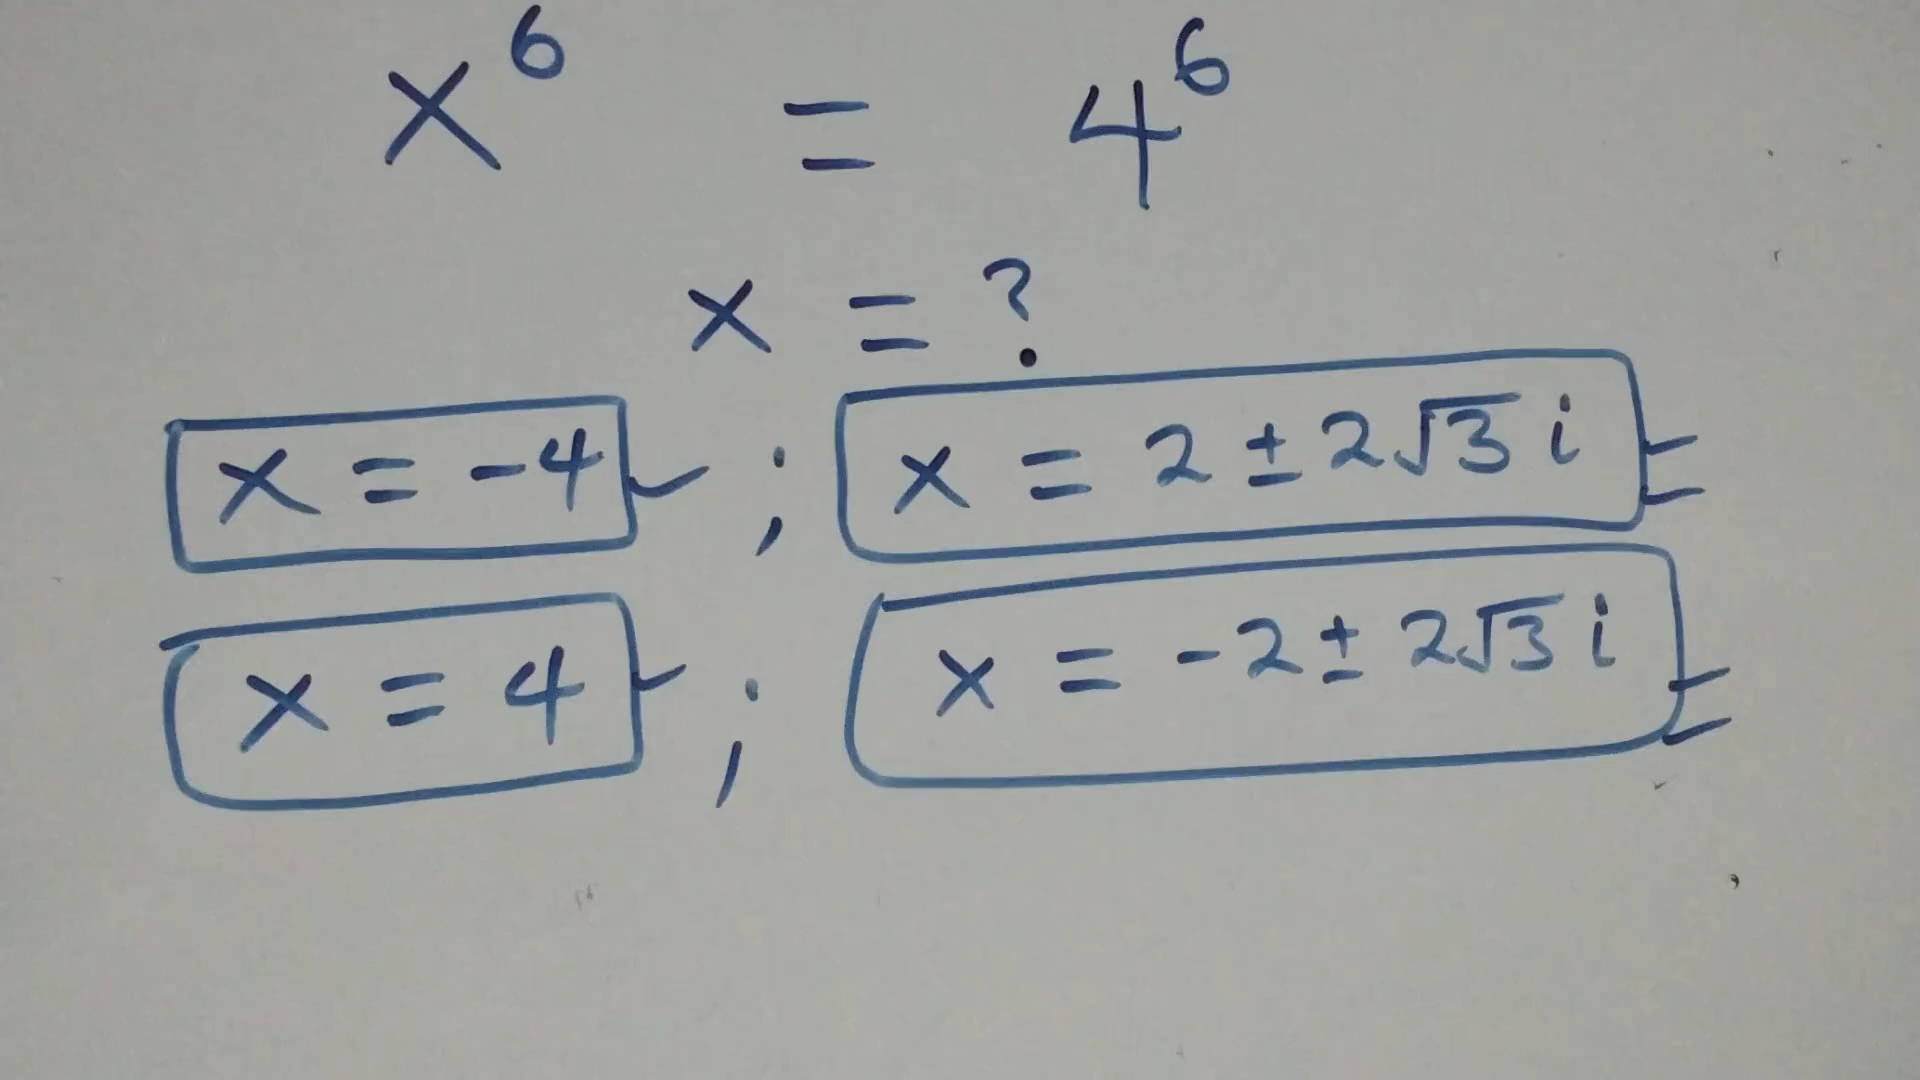 x⁶ = 4⁶
x = ?
x = -4 ; x = 2 ± 2√3 i
x = 4 ; x = -2 ± 2√3 i